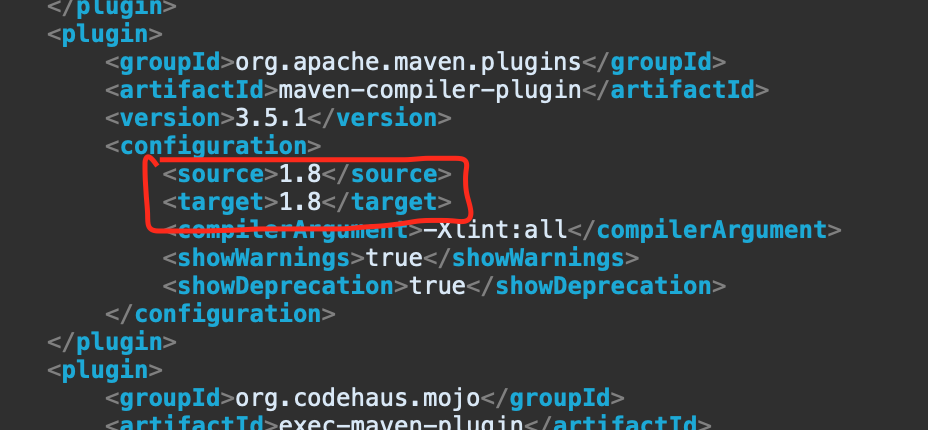 </plugin>
<plugin>
<groupId>org.apache.maven.plugins</groupId>
<artifactId>maven-compiler-plugin</artifactId>
<version>3.5.1</version>
<configuration>
<source>1.8</source>
<target>1.8</target>
<compilerArgument>-Xlint:all</compilerArgument>
<showWarnings>true</showWarnings>
<showDeprecation>true</showDeprecation>
</configuration>
</plugin>
<plugin>
<groupId>org.codehaus.mojo</groupId>
<artifactId>exec-maven-plugin</artifactId>